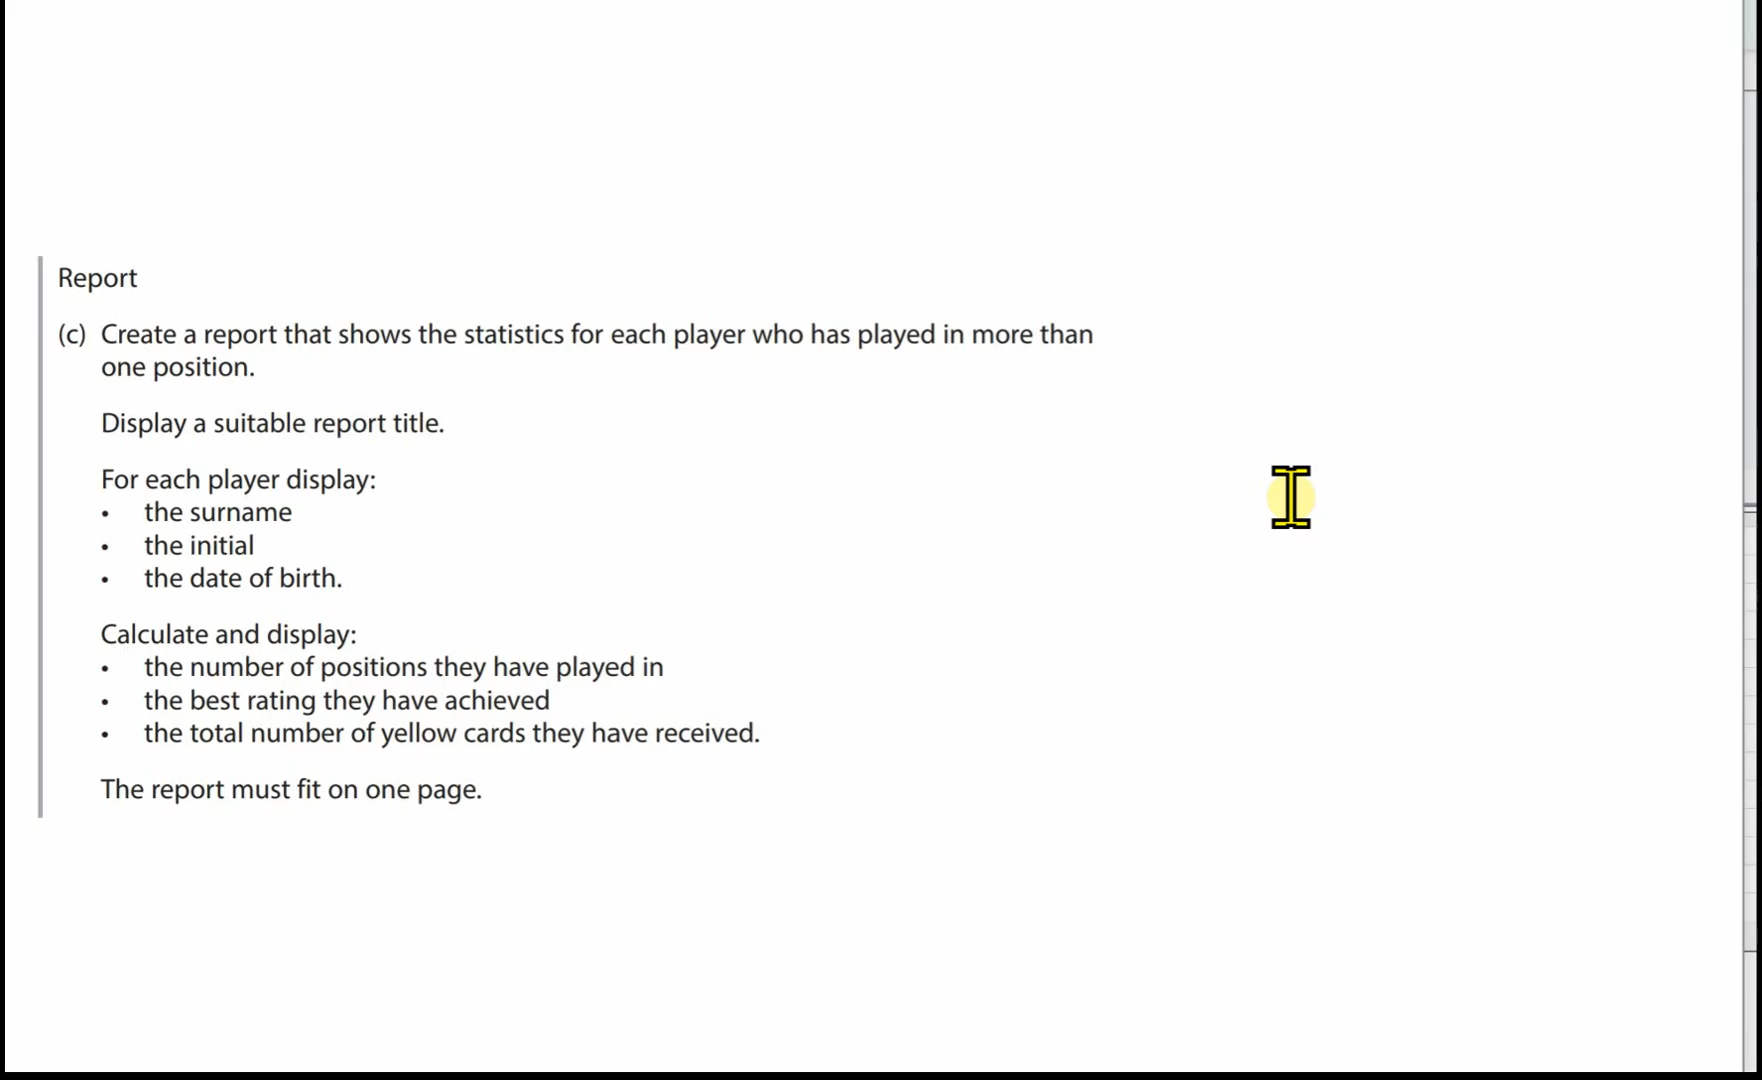 Report
(c) Create a report that shows the statistics for each player who has played in more than
one position.
Display a suitable report title.
For each player display:
• the surname
• the initial
• the date of birth.
Calculate and display:
• the number of positions they have played in
• the best rating they have achieved
• the total number of yellow cards they have received.
The report must fit on one page.